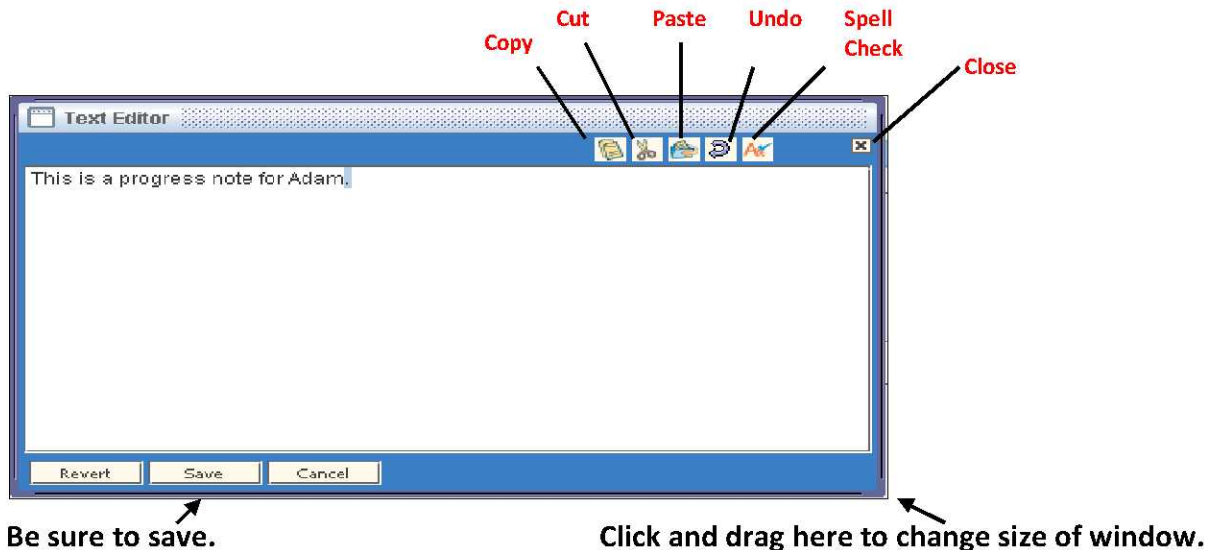 Cut Paste Undo Spell Check
Copy
Close
Text Editor
This is a progress note for Adam.
Revert Save Cancel
Be sure to save. Click and drag here to change size of window.